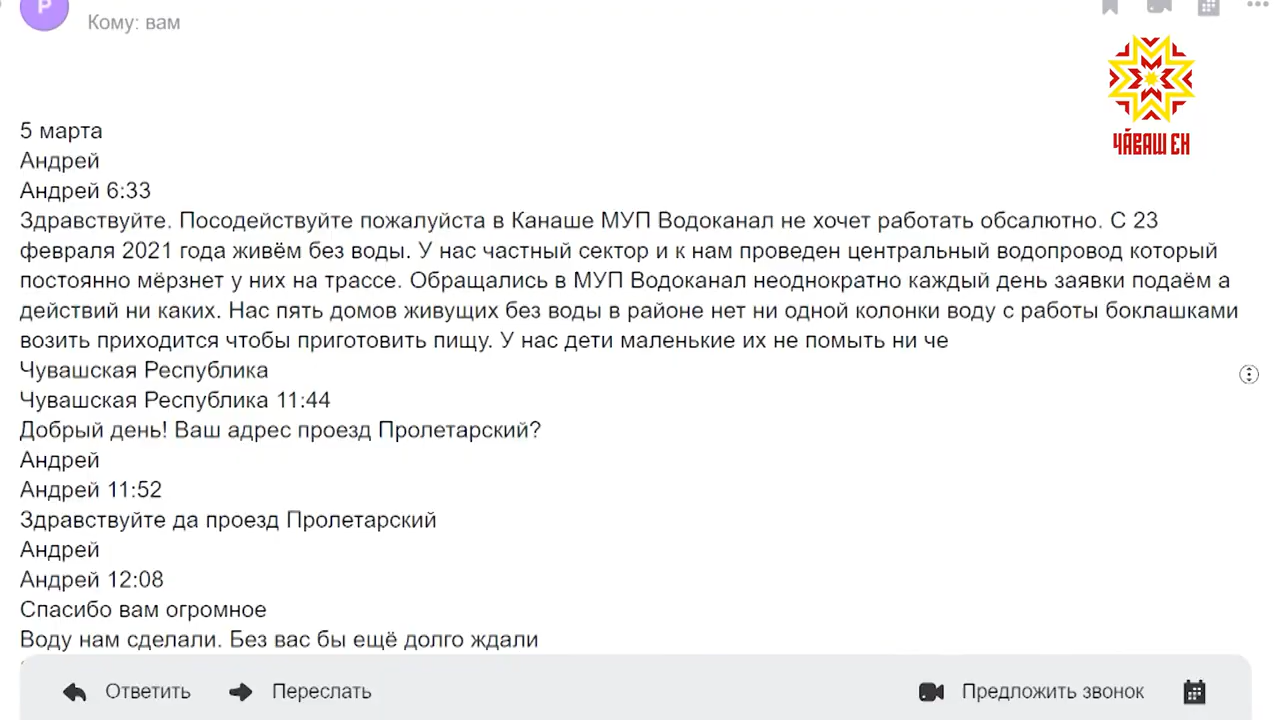 Р
Кому: вам
ЧӐВАШ ЕН
5 марта
Андрей
Андрей 6:33
Здравствуйте. Посодействуйте пожалуйста в Канаше МУП Водоканал не хочет работать обсалютно. С 23
февраля 2021 года живём без воды. У нас частный сектор и к нам проведен центральный водопровод который
постоянно мёрзнет у них на трассе. Обращались в МУП Водоканал неоднократно каждый день заявки подаём а
действий ни каких. Нас пять домов живущих без воды в районе нет ни одной колонки воду с работы боклашками
возить приходится чтобы приготовить пищу. У нас дети маленькие их не помыть ни че
Чувашская Республика
Чувашская Республика 11:44
Добрый день! Ваш адрес проезд Пролетарский?
Андрей
Андрей 11:52
Здравствуйте да проезд Пролетарский
Андрей
Андрей 12:08
Спасибо вам огромное
Воду нам сделали. Без вас бы ещё долго ждали
Ответить
Переслать
Предложить звонок